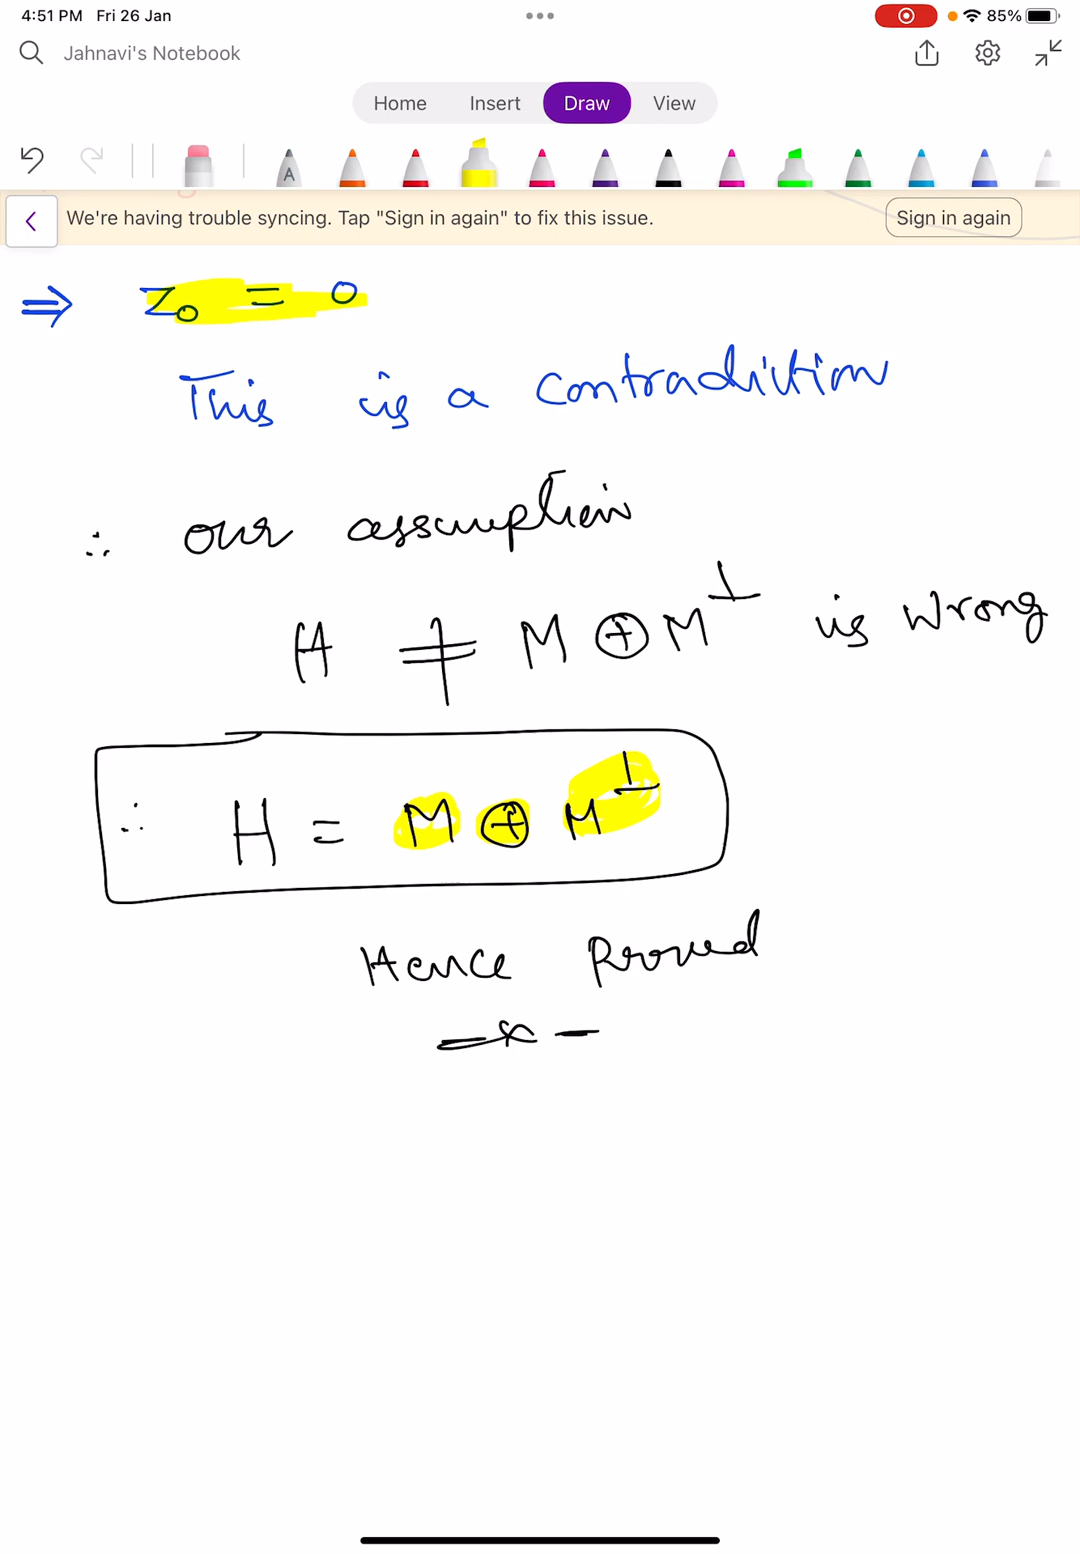 4:51 PM Fri 26 Jan 85%
Jahnavi's Notebook
Home Insert Draw View
A
We're having trouble syncing. Tap "Sign in again" to fix this issue. Sign in again
⇒ Z₀ = 0
This is a contradiction
∴ our assumption
H ≠ M ⊕ M^⊥ is wrong
∴ H = M ⊕ M^⊥
Hence Proved
—x—